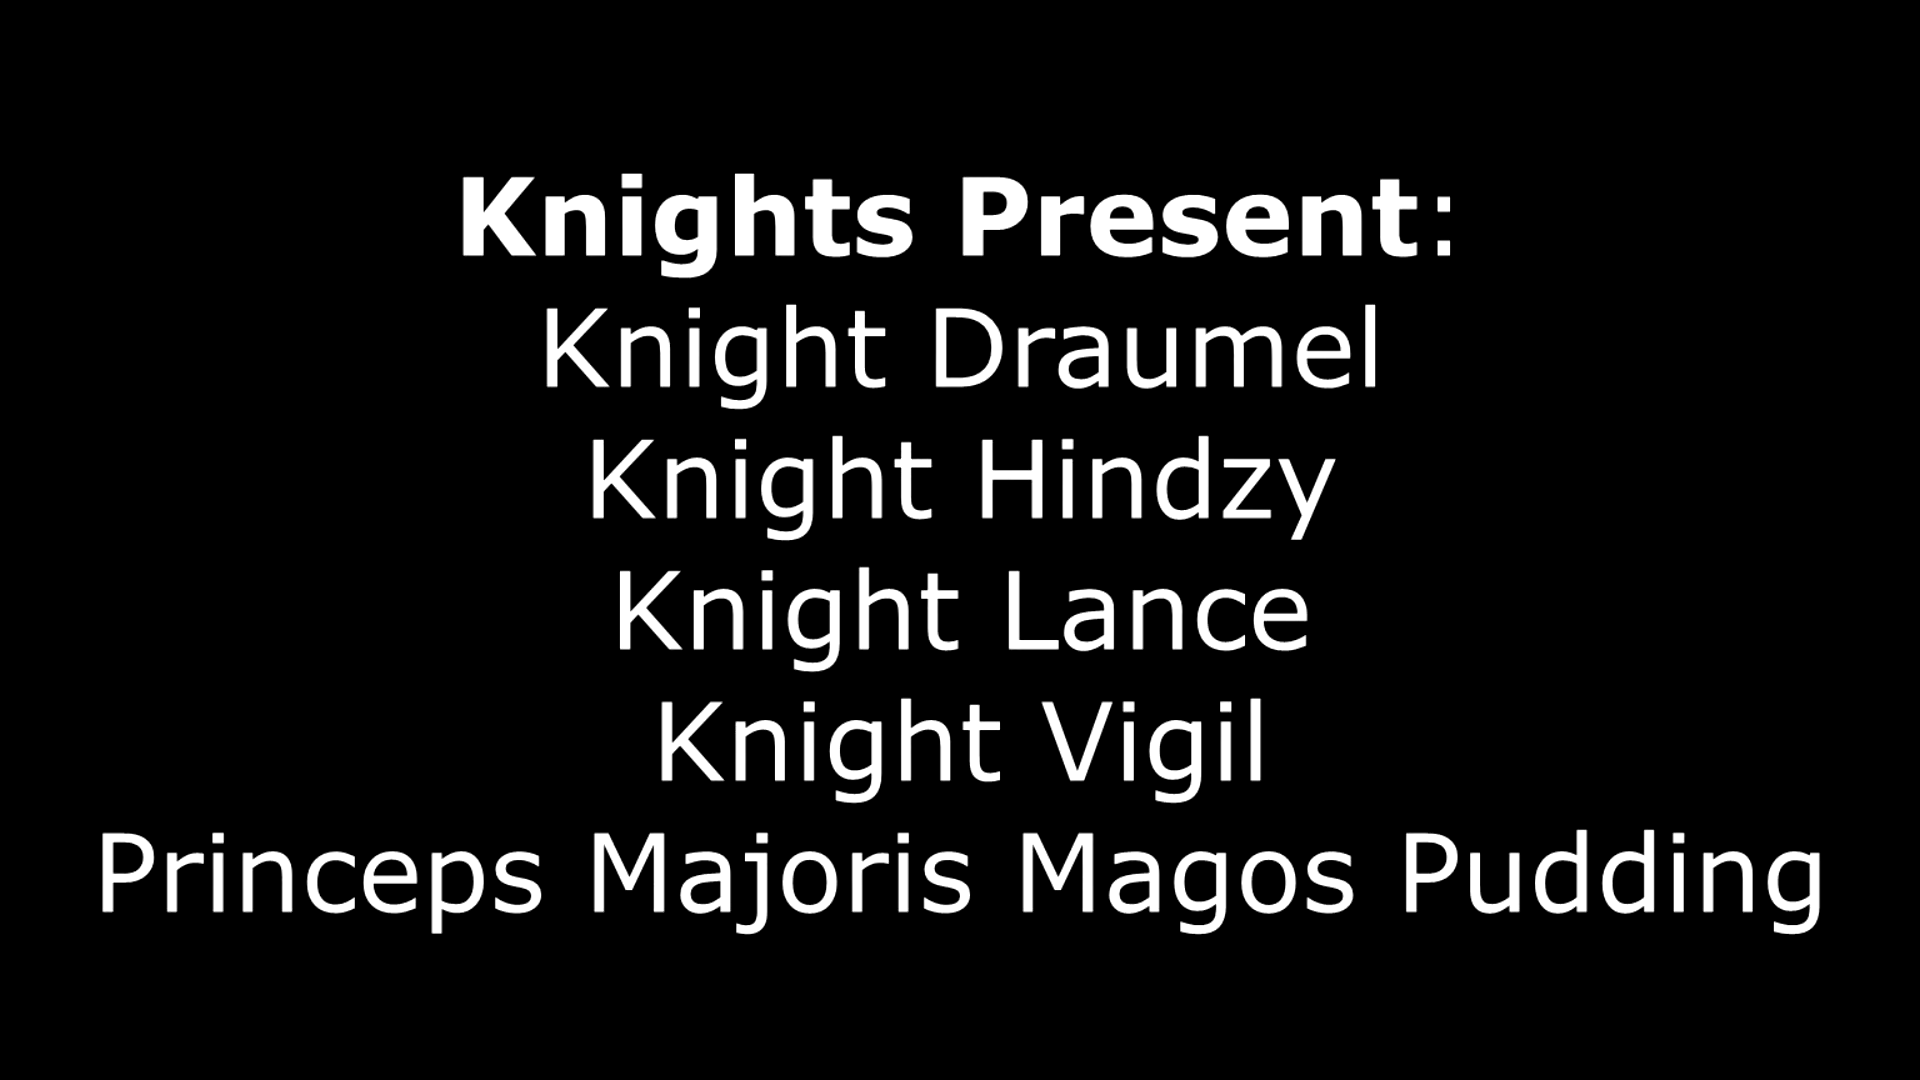 Knights Present:
Knight Draumel
Knight Hindzy
Knight Lance
Knight Vigil
Princeps Majoris Magos Pudding